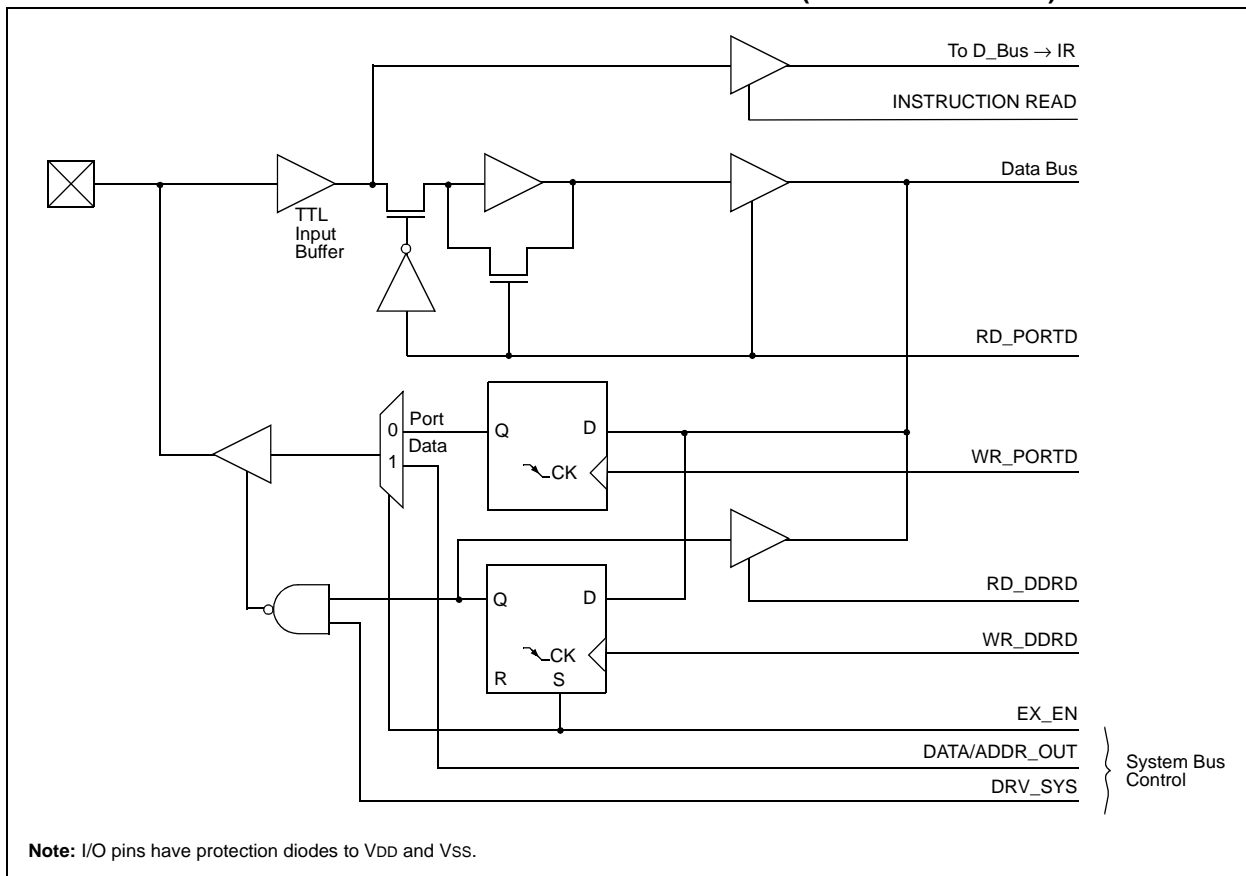 To D_Bus → IR
INSTRUCTION READ
Data Bus
TTL
Input
Buffer
RD_PORTD
0
Port
Data
1
Q
D
CK
WR_PORTD
Q
D
CK
R
S
RD_DDRD
WR_DDRD
EX_EN
DATA/ADDR_OUT
DRV_SYS
System Bus
Control
Note: I/O pins have protection diodes to VDD and VSS.